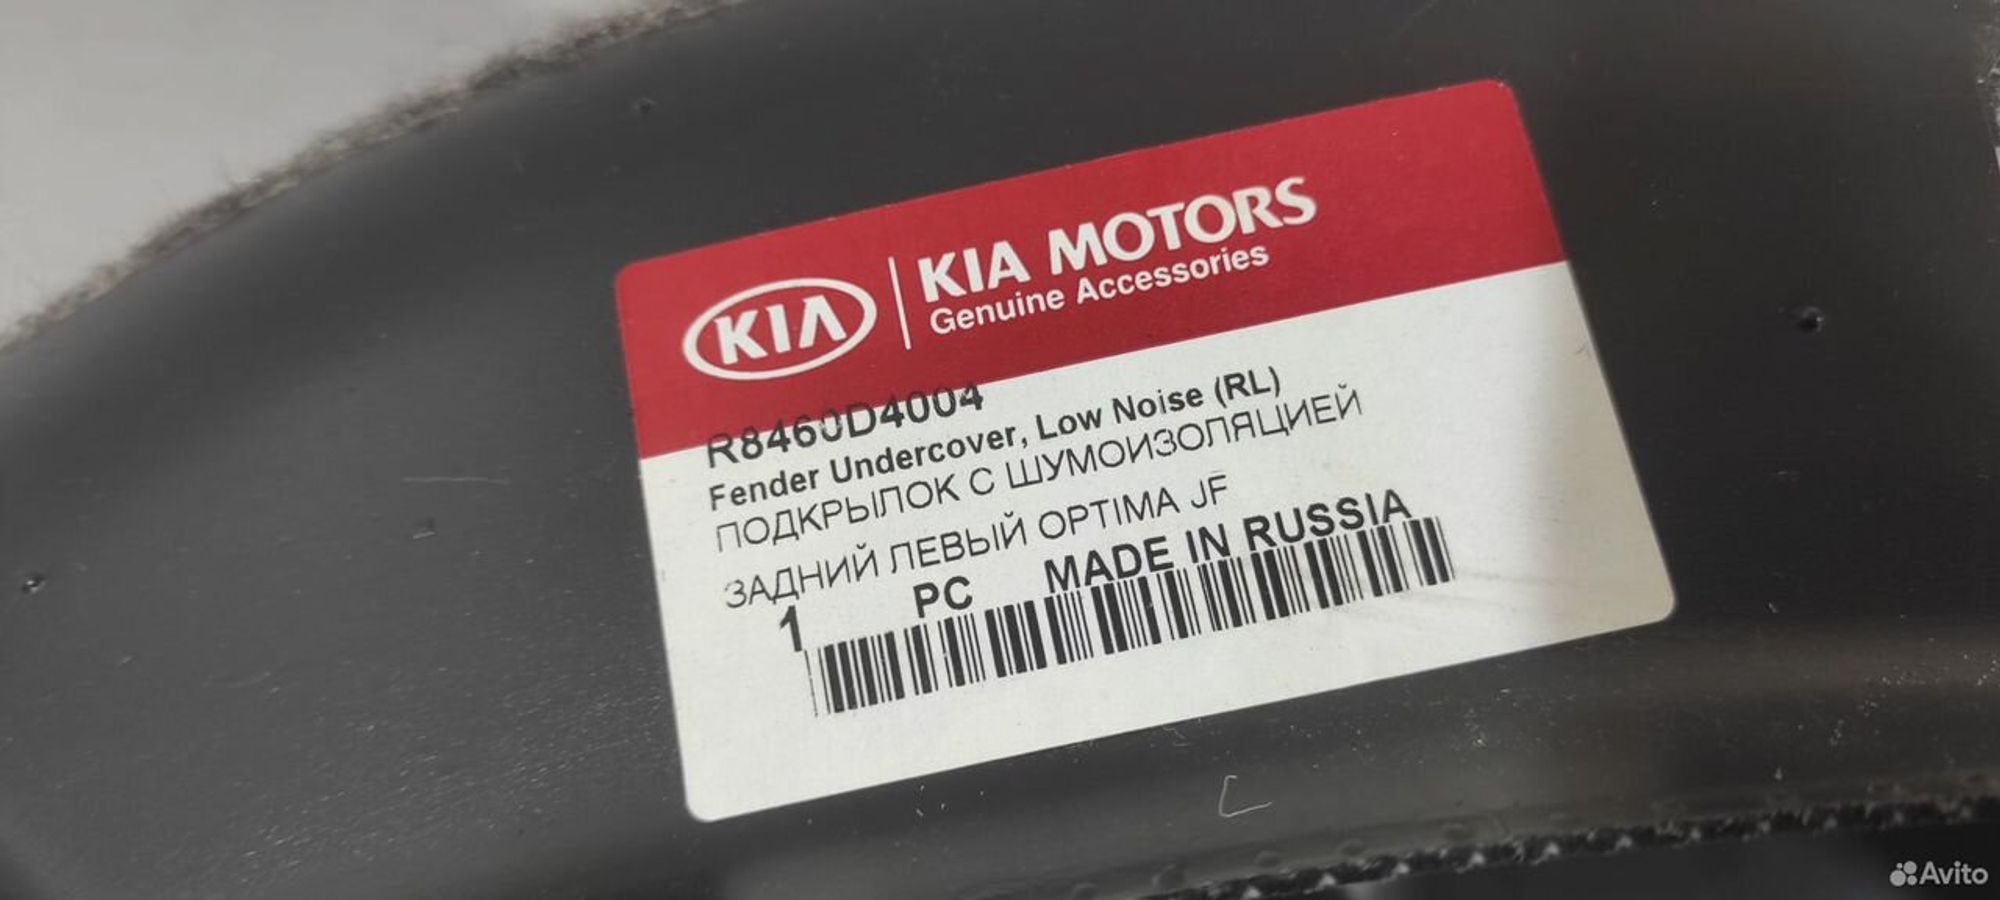 KIA
KIA MOTORS
Genuine Accessories
R8460D4004
Fender Undercover, Low Noise (RL)
ПОДКРЫЛОК С ШУМОИЗОЛЯЦИЕЙ
ЗАДНИЙ ЛЕВЫЙ OPTIMA JF
1 PC MADE IN RUSSIA
Avito